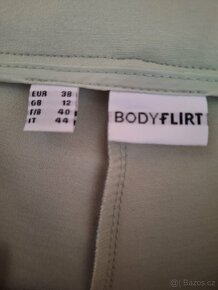 EUR 38
GB 12
F/B 40
IT 44
BODYFLIRT
Bazos.cz